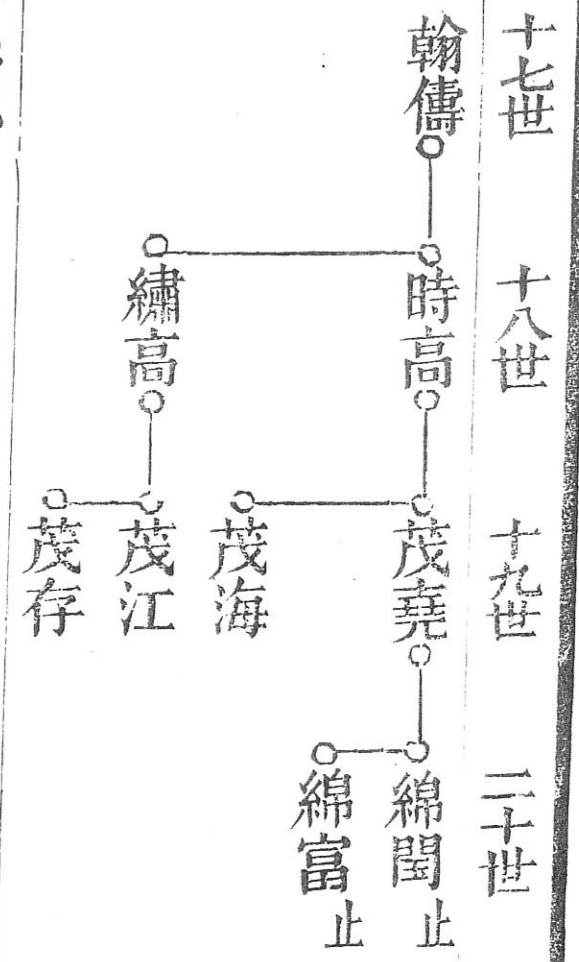 十七世
十八世
十九世
二十世
翰儔
時高
茂堯
綿閏
止
綿富
止
茂海
繡高
茂江
茂存